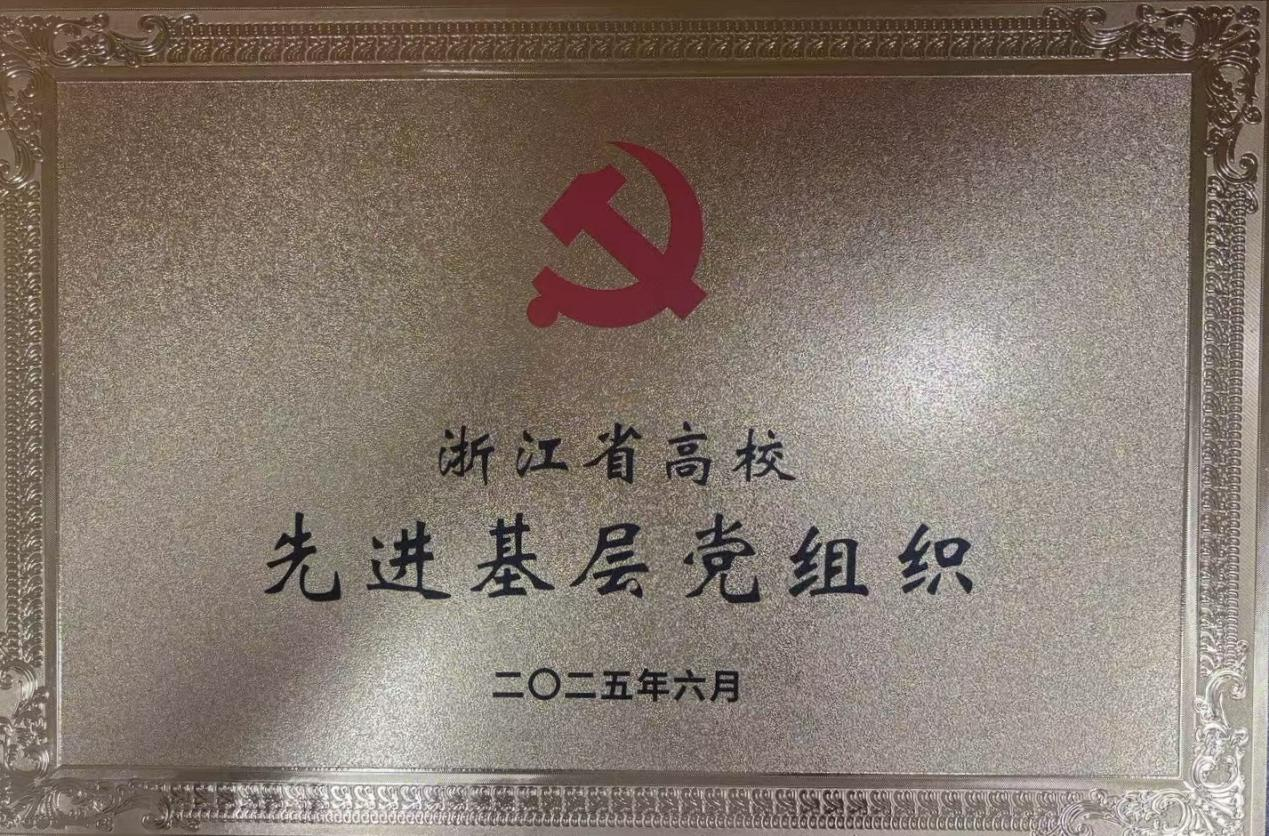 浙江省高校
先进基层党组织
二〇二五年六月